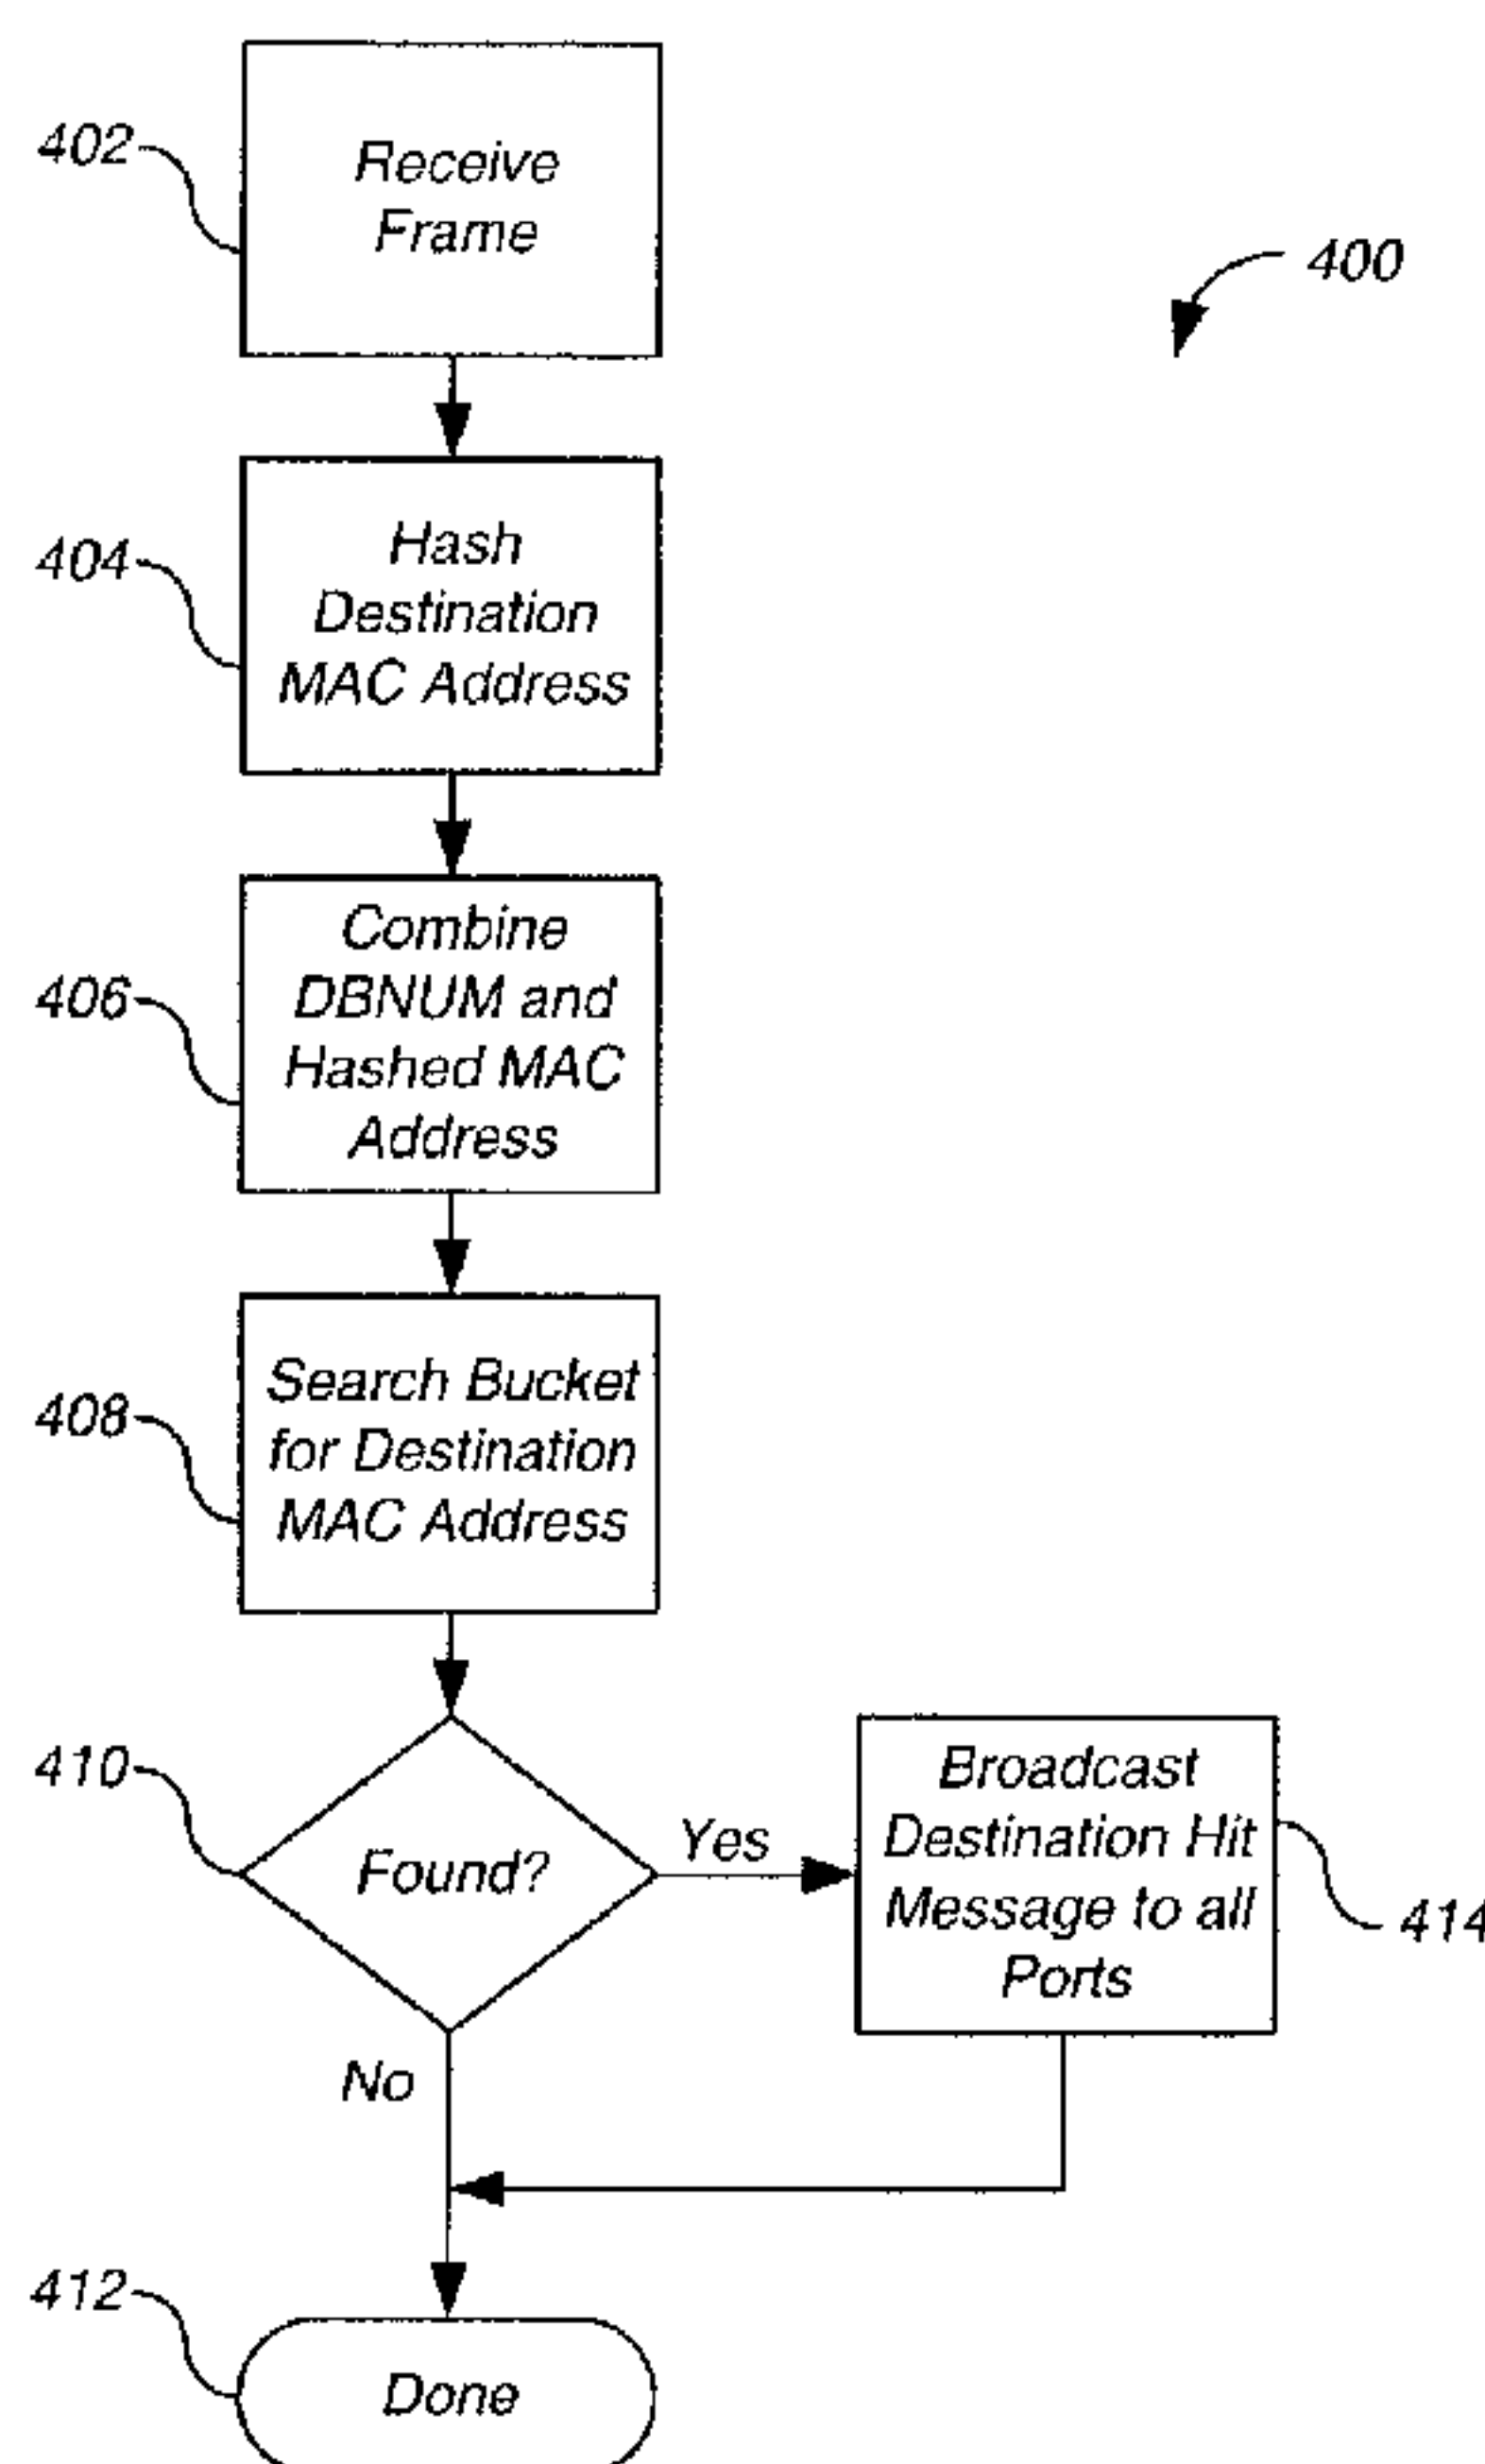 402
Receive
Frame
400
404
Hash
Destination
MAC Address
406
Combine
DBNUM and
Hashed MAC
Address
408
Search Bucket
for Destination
MAC Address
410
Found?
Yes
Broadcast
Destination Hit
Message to all
Ports
414
No
412
Done